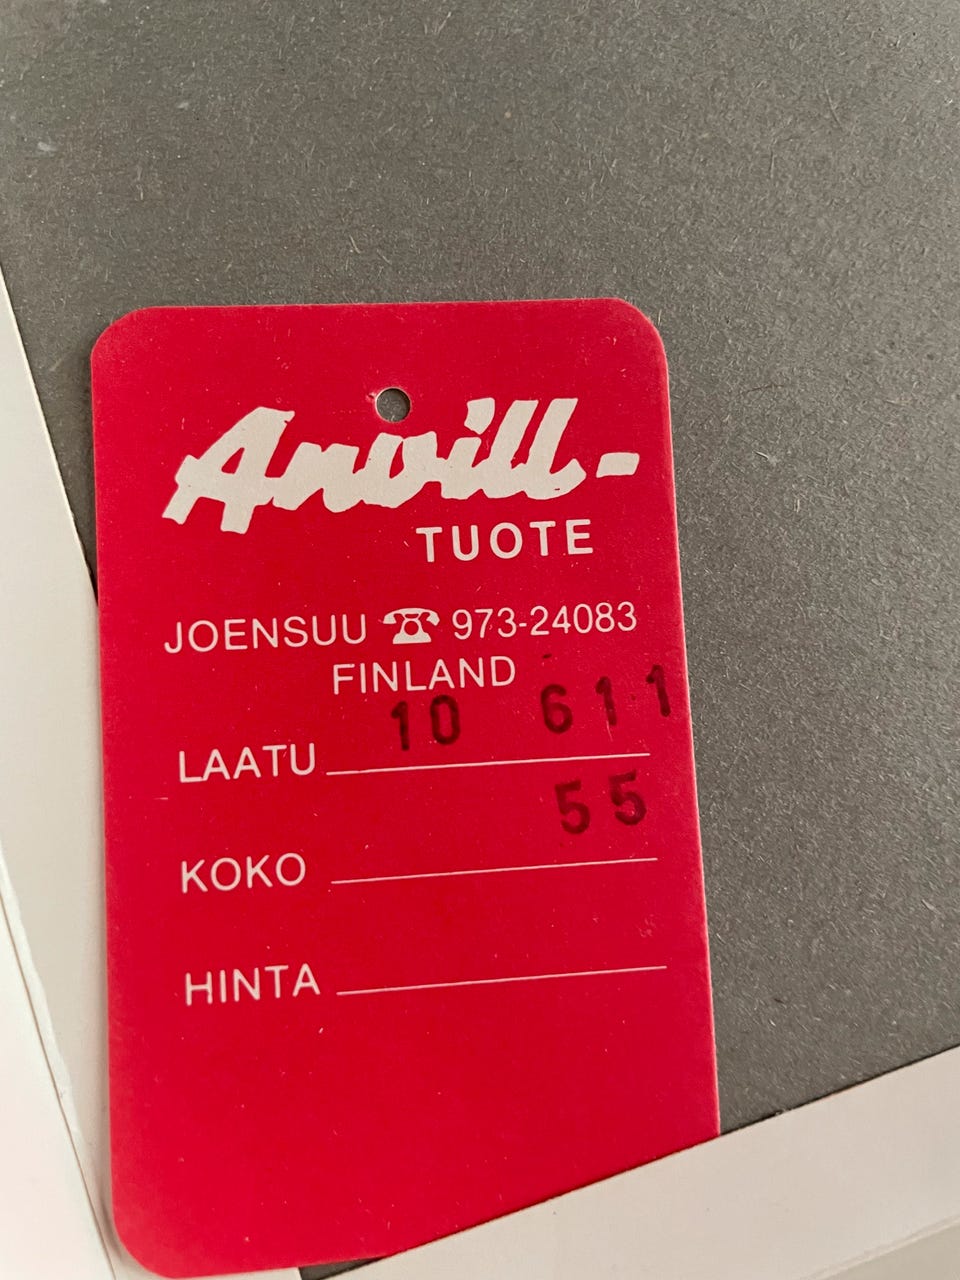 Anvill-
TUOTE
JOENSUU ☎ 973-24083
FINLAND
LAATU 10 611
KOKO 55
HINTA